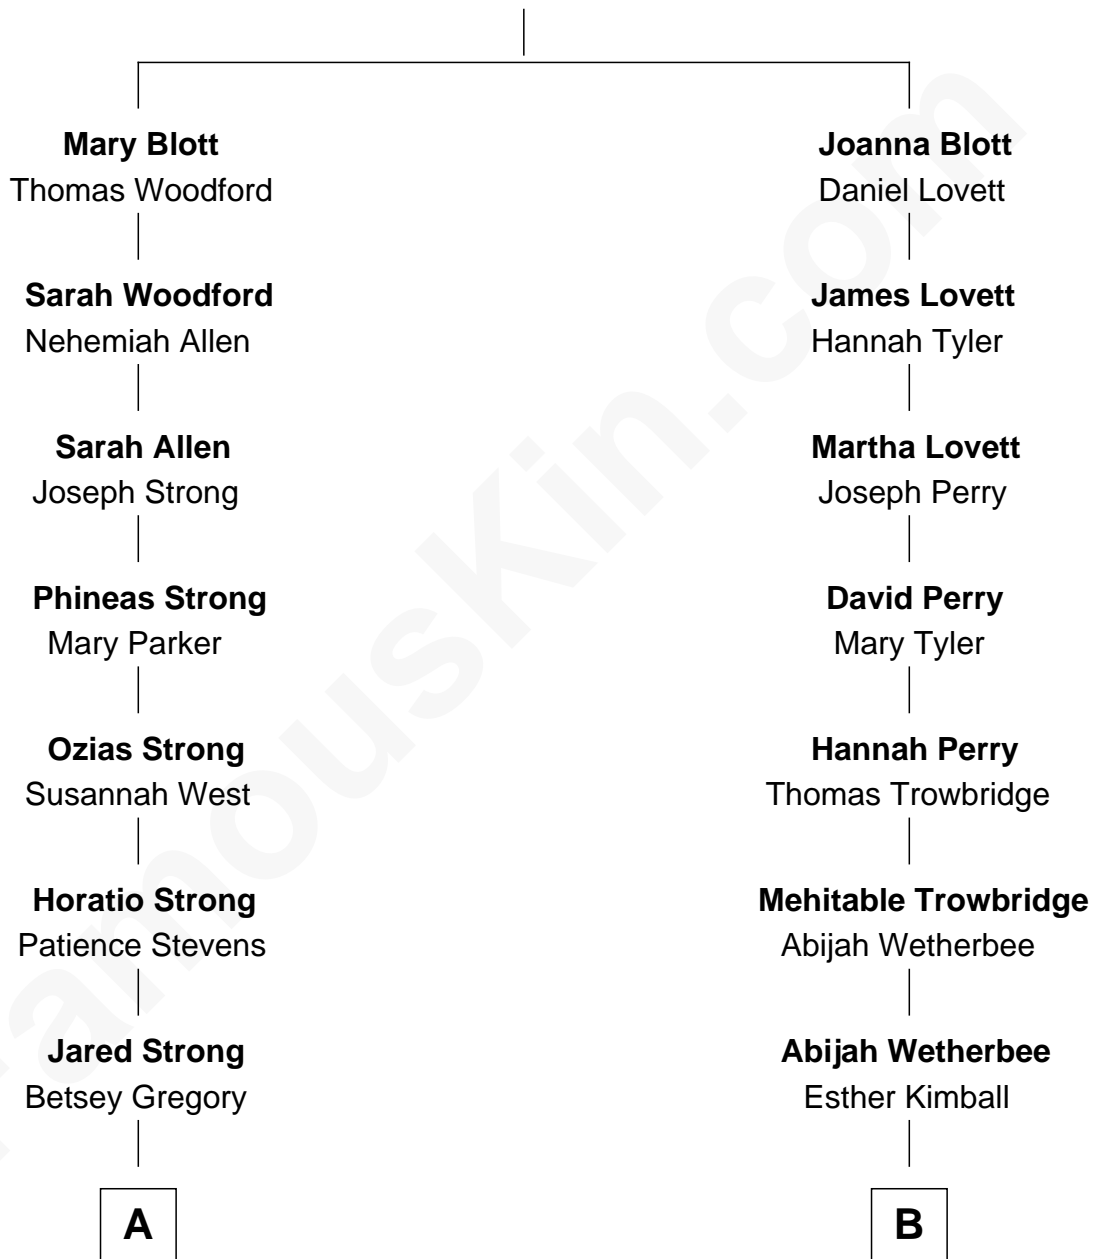 Mary Blott
Thomas Woodford
Sarah Woodford
Nehemiah Allen
Sarah Allen
Joseph Strong
Phineas Strong
Mary Parker
Ozias Strong
Susannah West
Horatio Strong
Patience Stevens
Jared Strong
Betsey Gregory
A
Joanna Blott
Daniel Lovett
James Lovett
Hannah Tyler
Martha Lovett
Joseph Perry
David Perry
Mary Tyler
Hannah Perry
Thomas Trowbridge
Mehitable Trowbridge
Abijah Wetherbee
Abijah Wetherbee
Esther Kimball
B
FamousKin.com